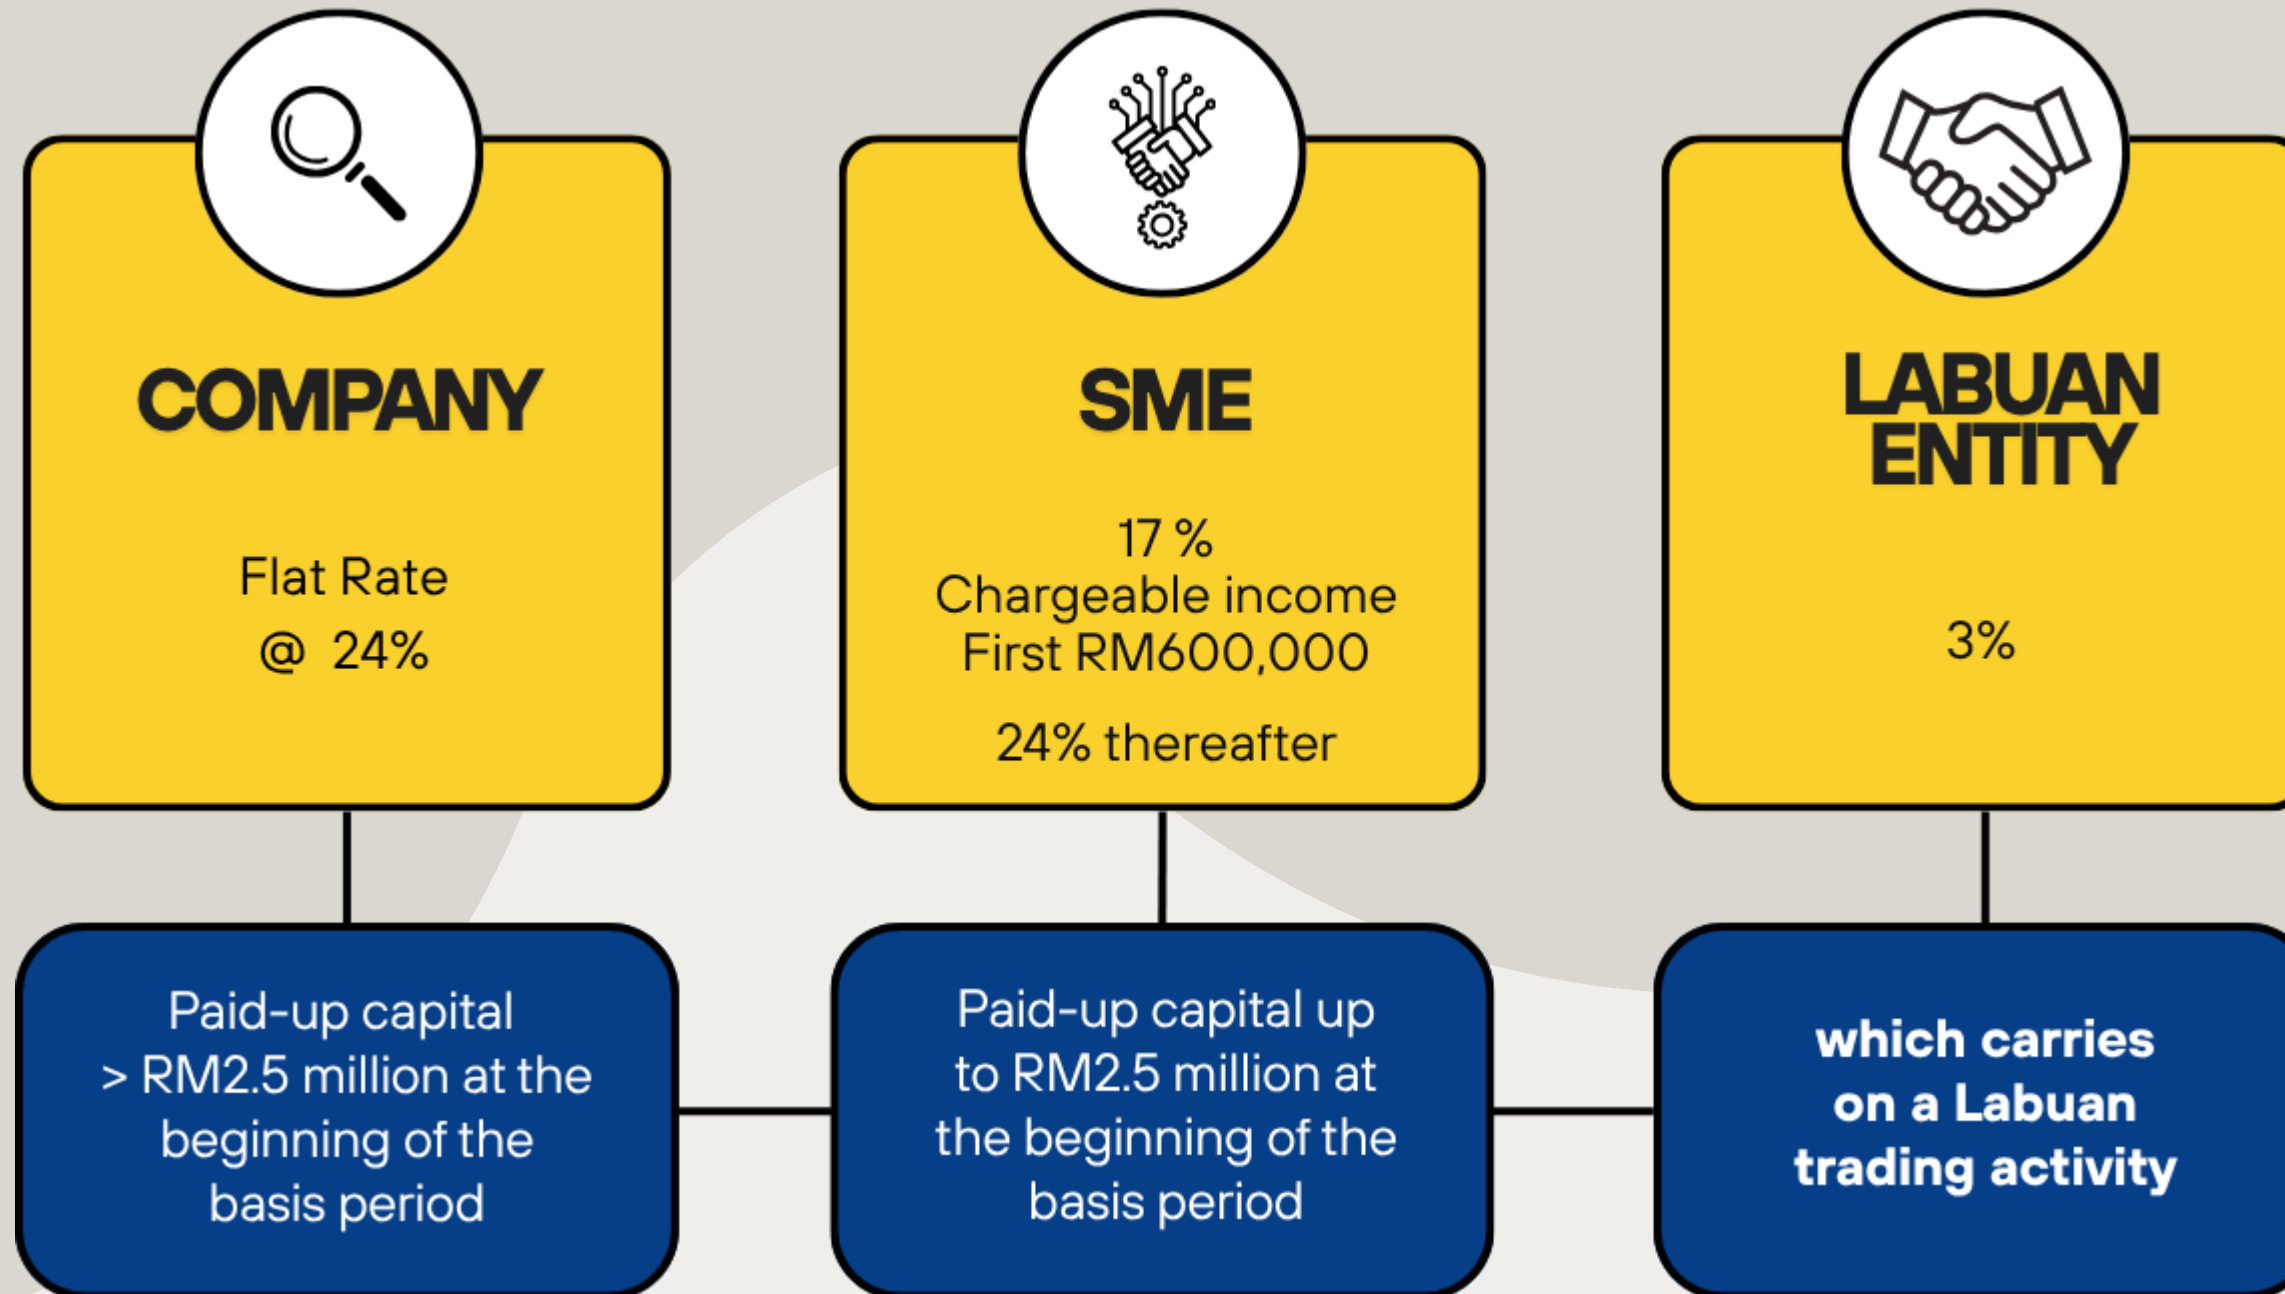 COMPANY
Flat Rate
@ 24%
Paid-up capital
> RM2.5 million at the
beginning of the
basis period
SME
17 %
Chargeable income
First RM600,000
24% thereafter
Paid-up capital up
to RM2.5 million at
the beginning of the
basis period
LABUAN
ENTITY
3%
which carries
on a Labuan
trading activity